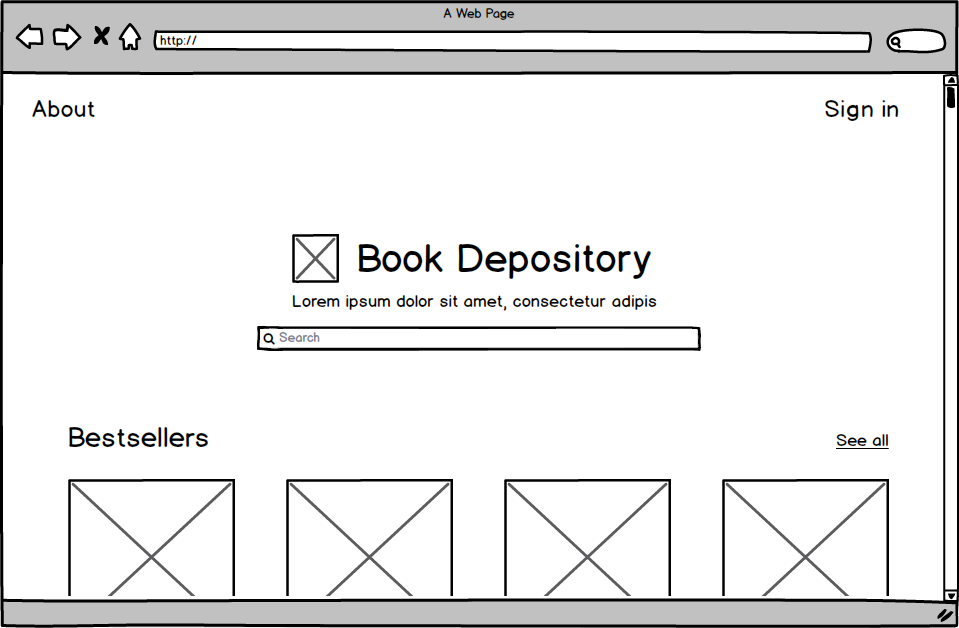 A Web Page
http://
About
Sign in
Book Depository
Lorem ipsum dolor sit amet, consectetur adipis
Search
Bestsellers
See all